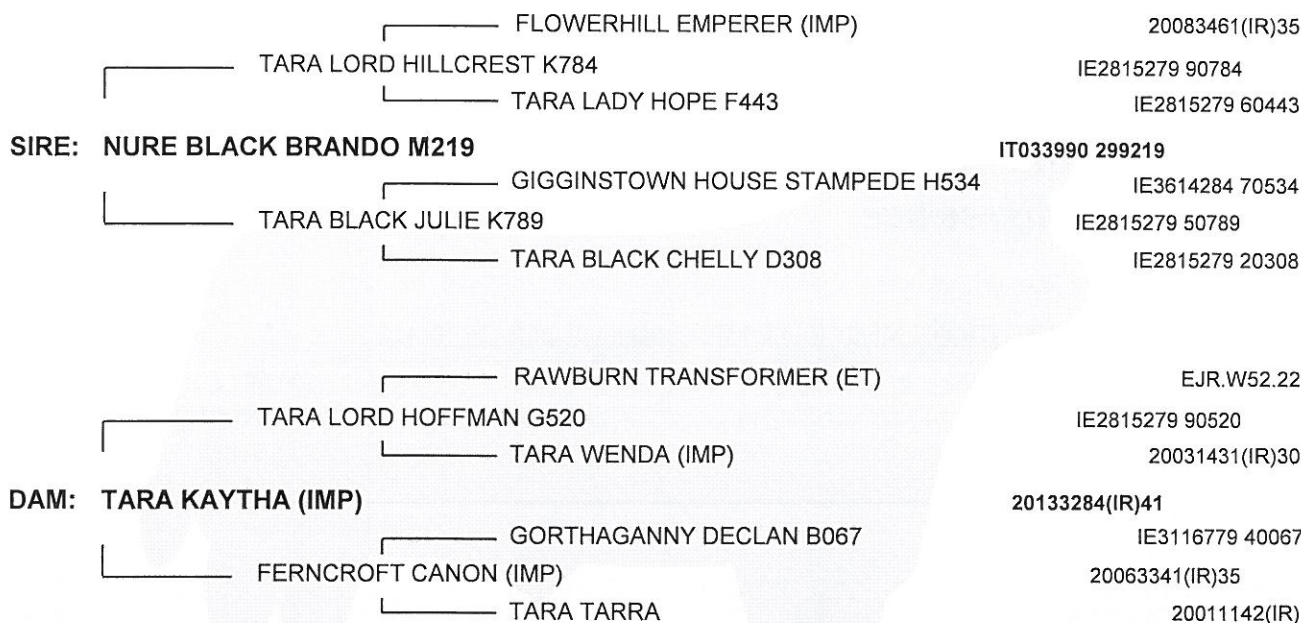 FLOWERHILL EMPERER (IMP) 20083461(IR)35
TARA LORD HILLCREST K784 IE2815279 90784
TARA LADY HOPE F443 IE2815279 60443
SIRE: NURE BLACK BRANDO M219 IT033990 299219
GIGGINSTOWN HOUSE STAMPEDE H534 IE3614284 70534
TARA BLACK JULIE K789 IE2815279 50789
TARA BLACK CHELLY D308 IE2815279 20308
RAWBURN TRANSFORMER (ET) EJR.W52.22
TARA LORD HOFFMAN G520 IE2815279 90520
TARA WENDA (IMP) 20031431(IR)30
DAM: TARA KAYTHA (IMP) 20133284(IR)41
GORTHAGANNY DECLAN B067 IE3116779 40067
FERNCROFT CANON (IMP) 20063341(IR)35
TARA TARRA 20011142(IR)